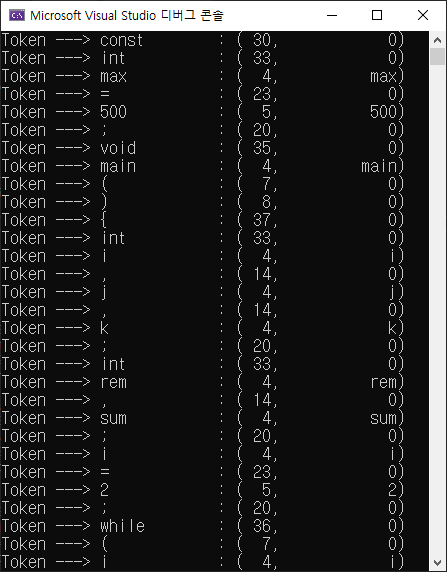 Microsoft Visual Studio 디버그 콘솔
Token ---> const : ( 30, 0)
Token ---> int : ( 33, 0)
Token ---> max : ( 4, max)
Token ---> = : ( 23, 0)
Token ---> 500 : ( 5, 500)
Token ---> ; : ( 20, 0)
Token ---> void : ( 35, 0)
Token ---> main : ( 4, main)
Token ---> ( : ( 7, 0)
Token ---> ) : ( 8, 0)
Token ---> { : ( 37, 0)
Token ---> int : ( 33, 0)
Token ---> i : ( 4, i)
Token ---> , : ( 14, 0)
Token ---> j : ( 4, j)
Token ---> , : ( 14, 0)
Token ---> k : ( 4, k)
Token ---> ; : ( 20, 0)
Token ---> int : ( 33, 0)
Token ---> rem : ( 4, rem)
Token ---> , : ( 14, 0)
Token ---> sum : ( 4, sum)
Token ---> ; : ( 20, 0)
Token ---> i : ( 4, i)
Token ---> = : ( 23, 0)
Token ---> 2 : ( 5, 2)
Token ---> ; : ( 20, 0)
Token ---> while : ( 36, 0)
Token ---> ( : ( 7, 0)
Token ---> i : ( 4, i)